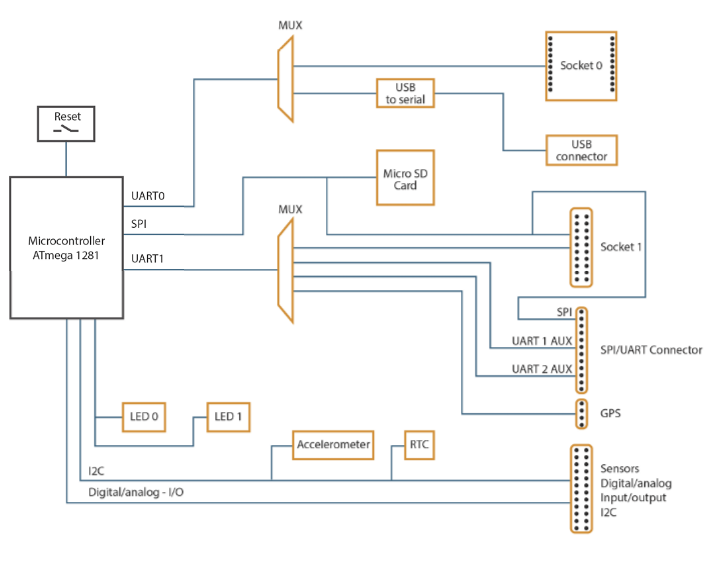 MUX
Socket 0
USB
to serial
Reset
USB
connector
Micro SD
Card
UART0
MUX
SPI
Microcontroller
ATmega 1281
Socket 1
UART1
SPI
UART 1 AUX
SPI/UART Connector
UART 2 AUX
LED 0
LED 1
GPS
Accelerometer
RTC
I2C
Sensors
Digital/analog
Input/output
I2C
Digital/analog - I/O